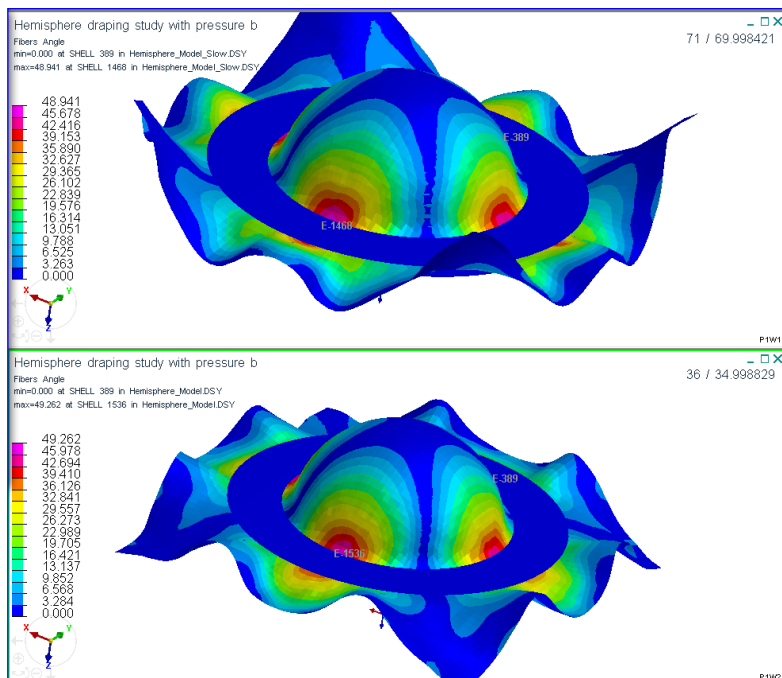 Hemisphere draping study with pressure b
Fibers Angle
min=0.000 at SHELL 389 in Hemisphere_Model_Slow.DSY
max=48.941 at SHELL 1468 in Hemisphere_Model_Slow.DSY
71 / 69.998421
48.941
45.678
42.416
39.153
35.890
32.627
29.365
26.102
22.839
19.576
16.314
13.051
9.788
6.525
3.263
0.000
E-389
E-1468
X
Y
Z
P1W1
Hemisphere draping study with pressure b
Fibers Angle
min=0.000 at SHELL 389 in Hemisphere_Model.DSY
max=49.262 at SHELL 1536 in Hemisphere_Model.DSY
36 / 34.998829
49.262
45.978
42.694
39.410
36.126
32.841
29.557
26.273
22.989
19.705
16.421
13.137
9.852
6.568
3.284
0.000
E-389
E-1536
X
Y
Z
P1W2